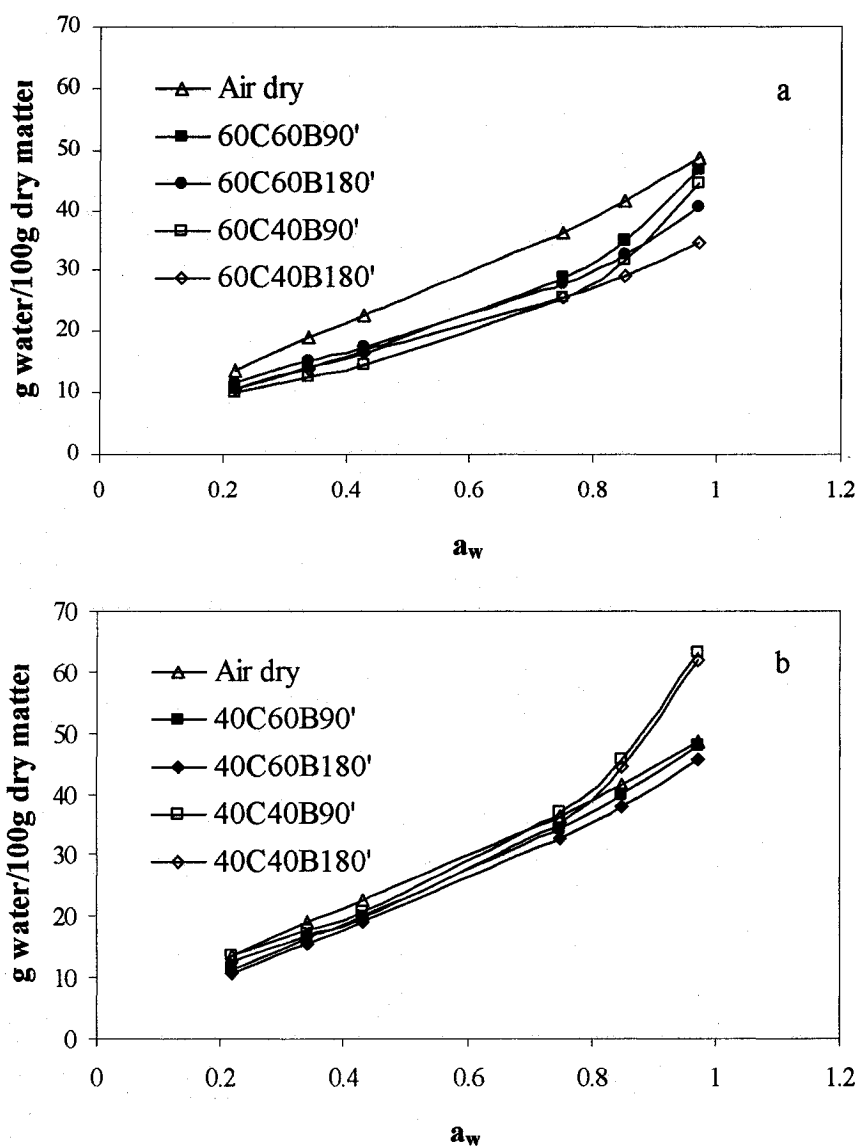 70
60
50
40
30
20
10
0
g water/100g dry matter
a
Air dry
60C60B90'
60C60B180'
60C40B90'
60C40B180'
0 0.2 0.4 0.6 0.8 1 1.2
aw
70
60
50
40
30
20
10
0
g water/100g dry matter
b
Air dry
40C60B90'
40C60B180'
40C40B90'
40C40B180'
0 0.2 0.4 0.6 0.8 1 1.2
aw